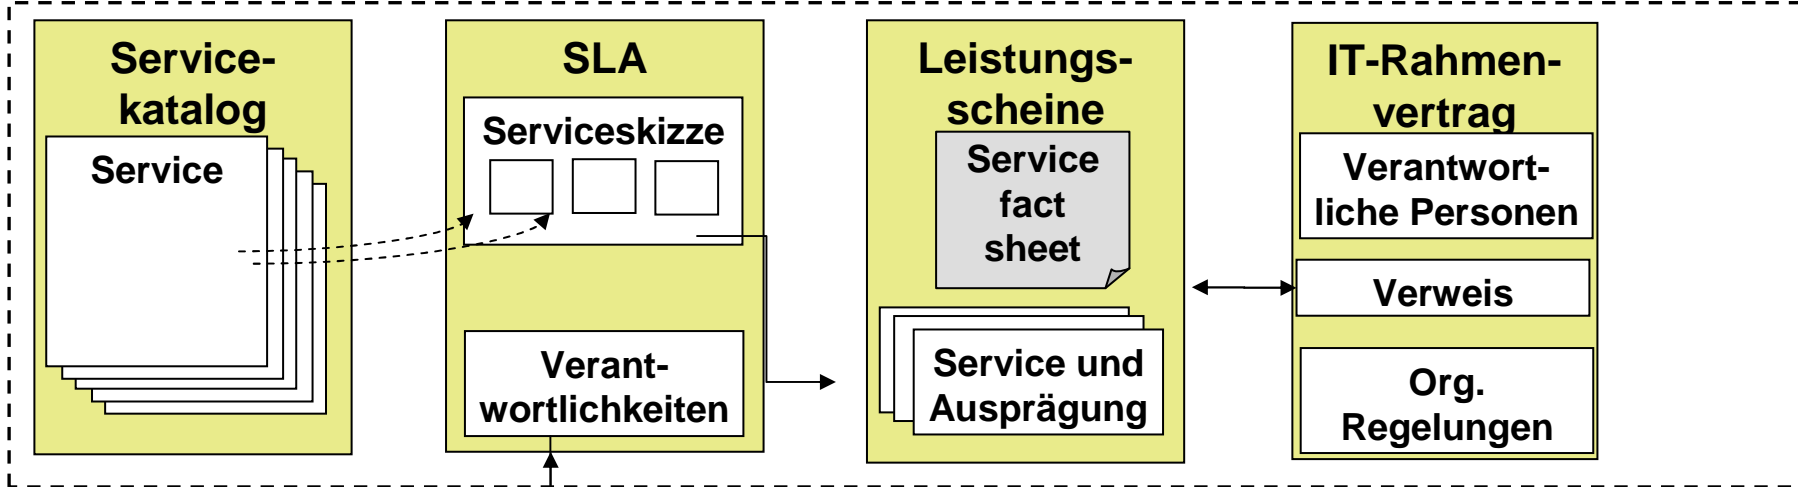 Service-
katalog
Service
SLA
Serviceskizze
Verant-
wortlichkeiten
Leistungs-
scheine
Service
fact
sheet
Service und
Ausprägung
IT-Rahmen-
vertrag
Verantwort-
liche Personen
Verweis
Org.
Regelungen